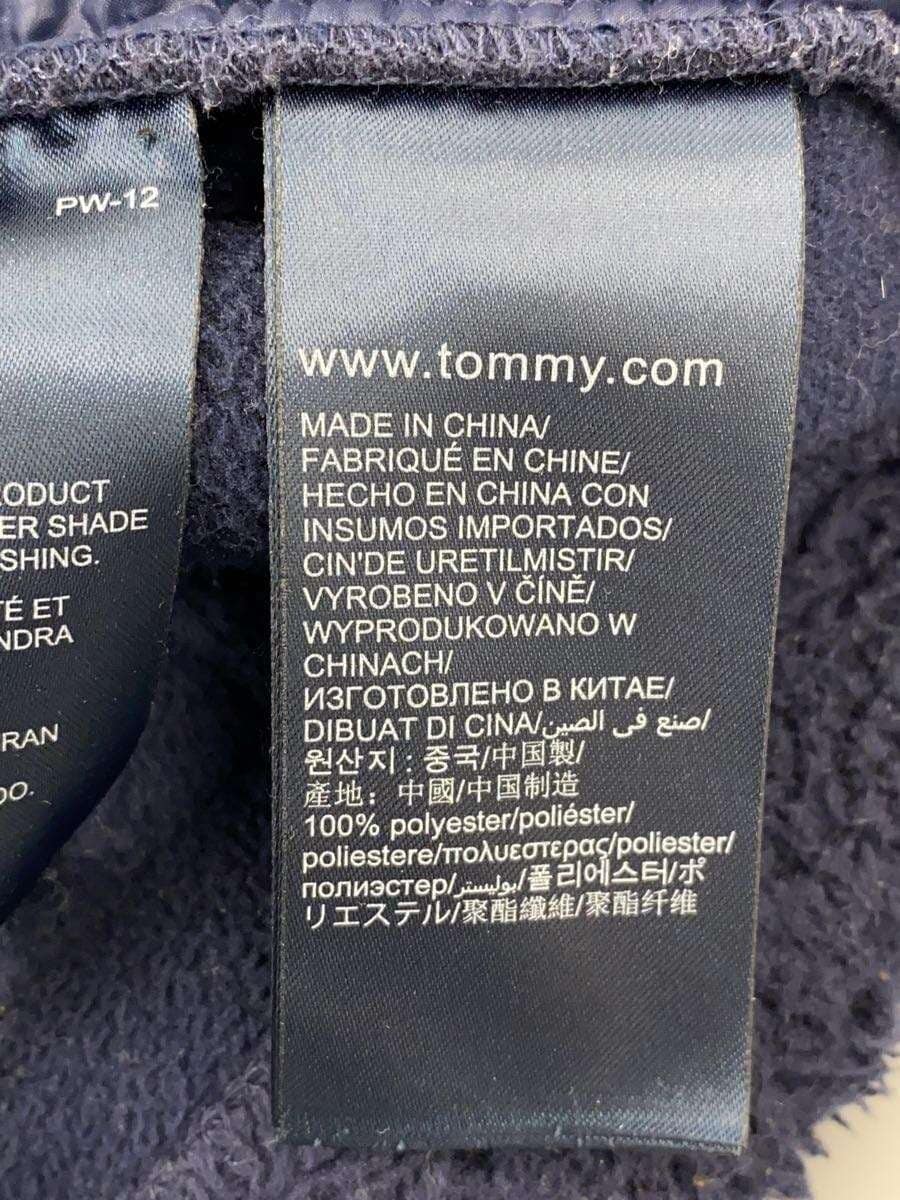 PW-12
RODUCT
ER SHADE
SHING.
TÉ ET
NDRA
RAN
DO.
www.tommy.com
MADE IN CHINA/
FABRIQUÉ EN CHINE/
HECHO EN CHINA CON
INSUMOS IMPORTADOS/
CIN'DE URETILMISTIR/
VYROBENO V ČÍNĚ/
WYPRODUKOWANO W
CHINACH/
ИЗГОТОВЛЕНО В КИТАЕ/
DIBUAT DI CINA/صنع في الصين/
원산지 : 중국/中国製/
產地： 中國/中国制造
100% polyester/poliéster/
poliestere/πολυεστερας/poliester/
полиэстер/بوليستر/폴리에스터/ポ
リエステル/聚酯纖維/聚酯纤维